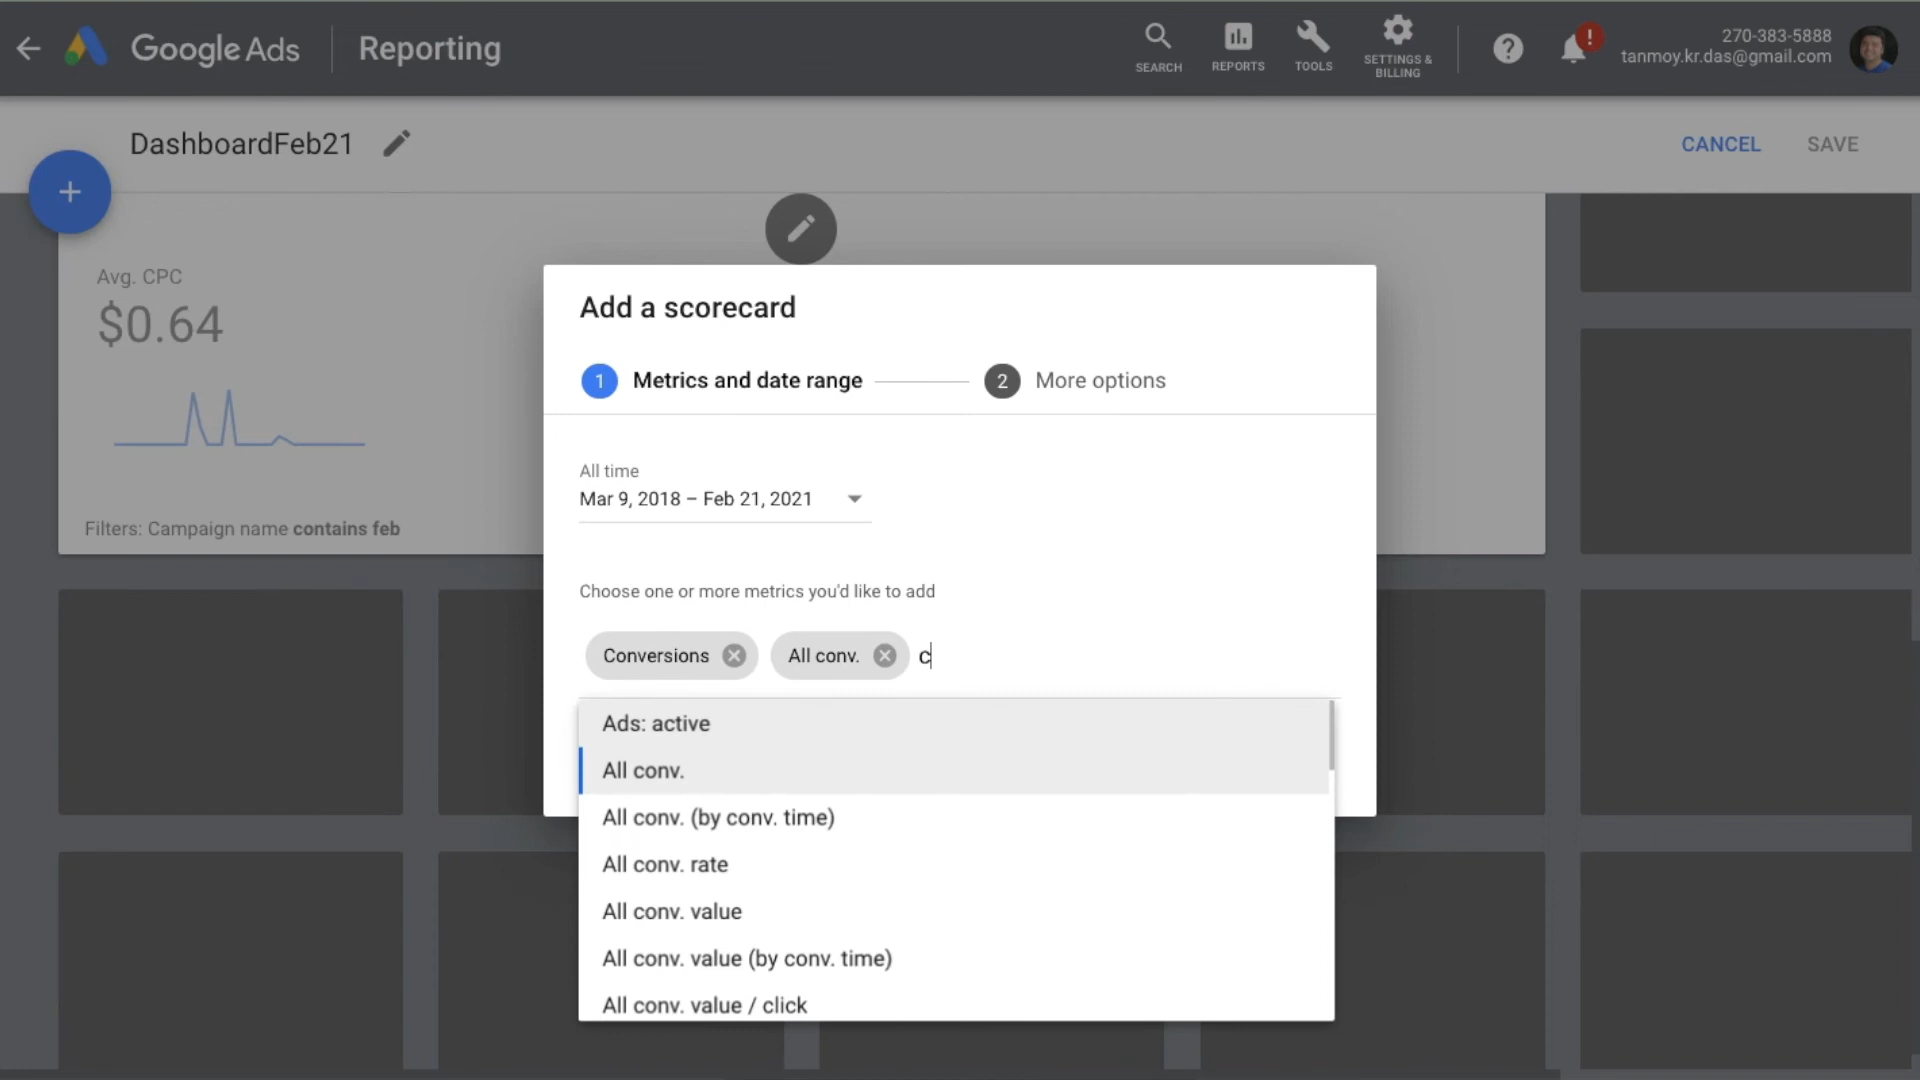 Google Ads
Reporting
SEARCH
REPORTS
TOOLS
SETTINGS &
BILLING
?
!
270-383-5888
tanmoy.kr.das@gmail.com
DashboardFeb21
CANCEL
SAVE
+
Avg. CPC
$0.64
Filters: Campaign name contains feb
Add a scorecard
1 Metrics and date range
2 More options
All time
Mar 9, 2018 – Feb 21, 2021
Choose one or more metrics you'd like to add
Conversions
All conv.
c
Ads: active
All conv.
All conv. (by conv. time)
All conv. rate
All conv. value
All conv. value (by conv. time)
All conv. value / click